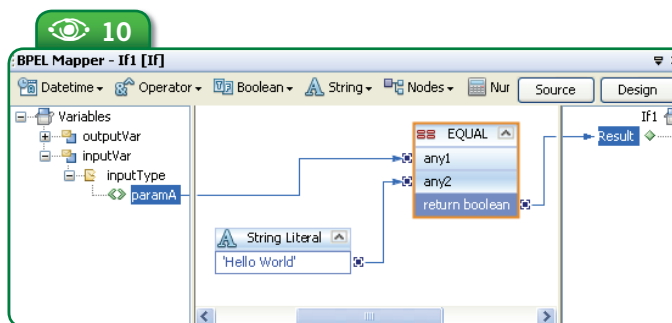 10
BPEL Mapper - If1 [If]
Datetime Operator Boolean String Nodes Nur Source Design
Variables
outputVar
inputVar
inputType
paramA
EQUAL
any1
any2
return boolean
String Literal
'Hello World'
If1
Result